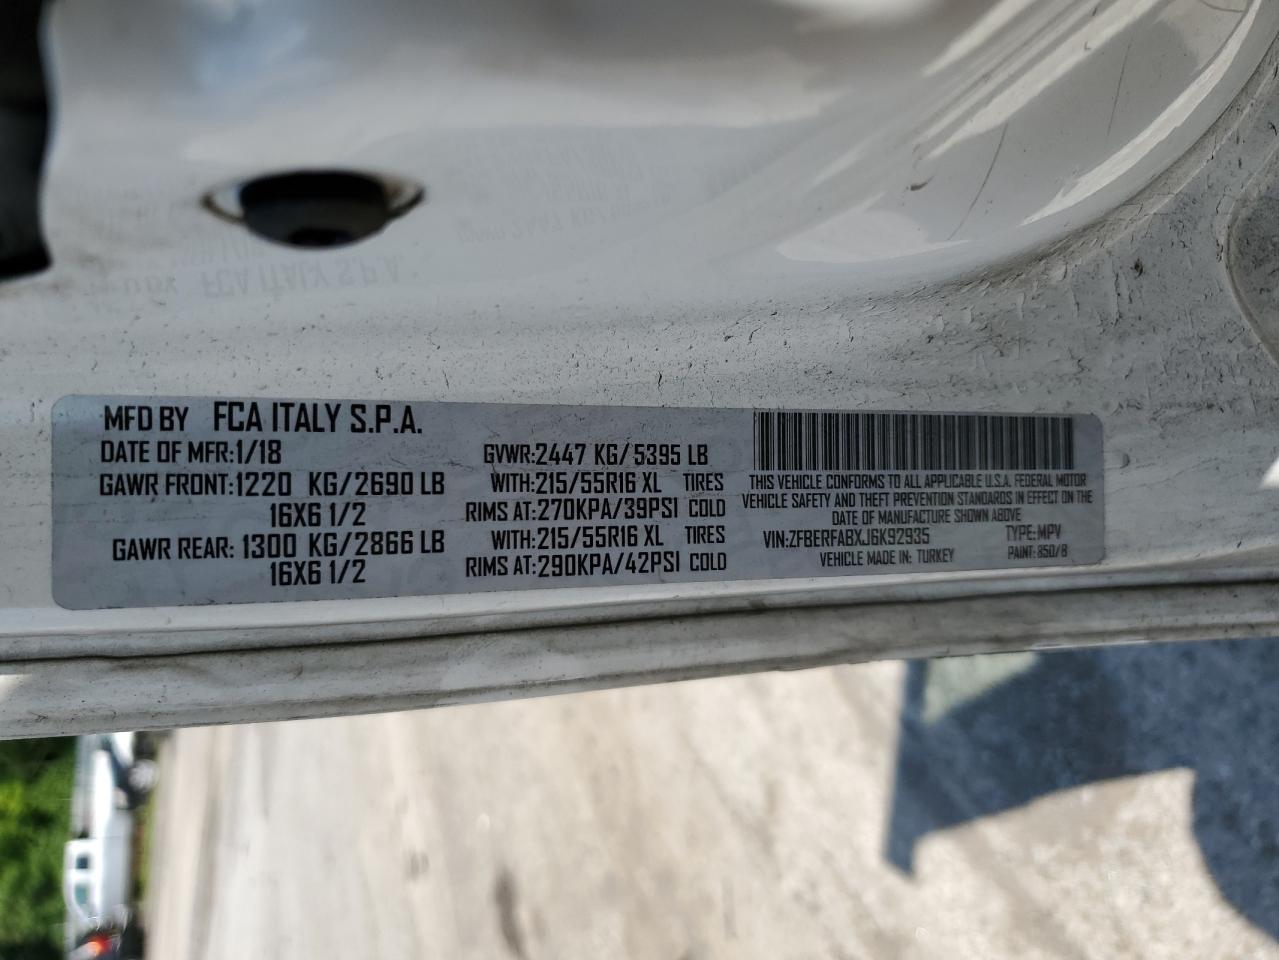 MFD BY FCA ITALY S.P.A.
DATE OF MFR:1/18 GVWR:2447 KG/5395 LB
GAWR FRONT:1220 KG/2690 LB WITH:215/55R16 XL TIRES
16X6 1/2 RIMS AT:270KPA/39PSI COLD
GAWR REAR:1300 KG/2866 LB WITH:215/55R16 XL TIRES
16X6 1/2 RIMS AT:290KPA/42PSI COLD
THIS VEHICLE CONFORMS TO ALL APPLICABLE U.S.A. FEDERAL MOTOR
VEHICLE SAFETY AND THEFT PREVENTION STANDARDS IN EFFECT ON THE
DATE OF MANUFACTURE SHOWN ABOVE
VIN:ZFBERFABXJ6K92935 TYPE:MPV
VEHICLE MADE IN: TURKEY PAINT: 850/B